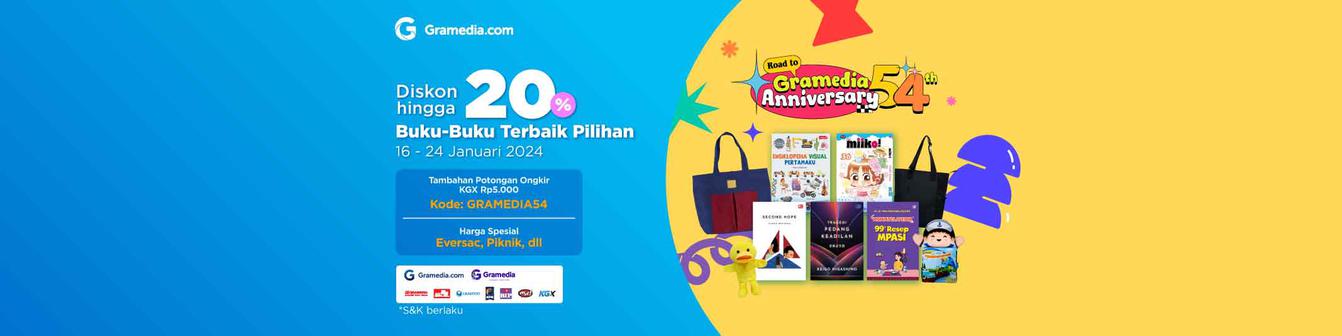 Gramedia.com
Road to
Gramedia 54th
Anniversary
Diskon
hingga
20%
Buku-Buku Terbaik Pilihan
16 - 24 Januari 2024
Tambahan Potongan Ongkir
KGX Rp5.000
Kode: GRAMEDIA54
Harga Spesial
Eversac, Piknik, dll
Gramedia.com Gramedia
m&c! KGX
*S&K berlaku
ENSIKLOPEDIA VISUAL
PERTAMAKU
miiko!
SECOND HOPE
TRAGEDI
PEDANG
KEADILAN
KEIGO HIGASHINO
99 Resep
MPASI